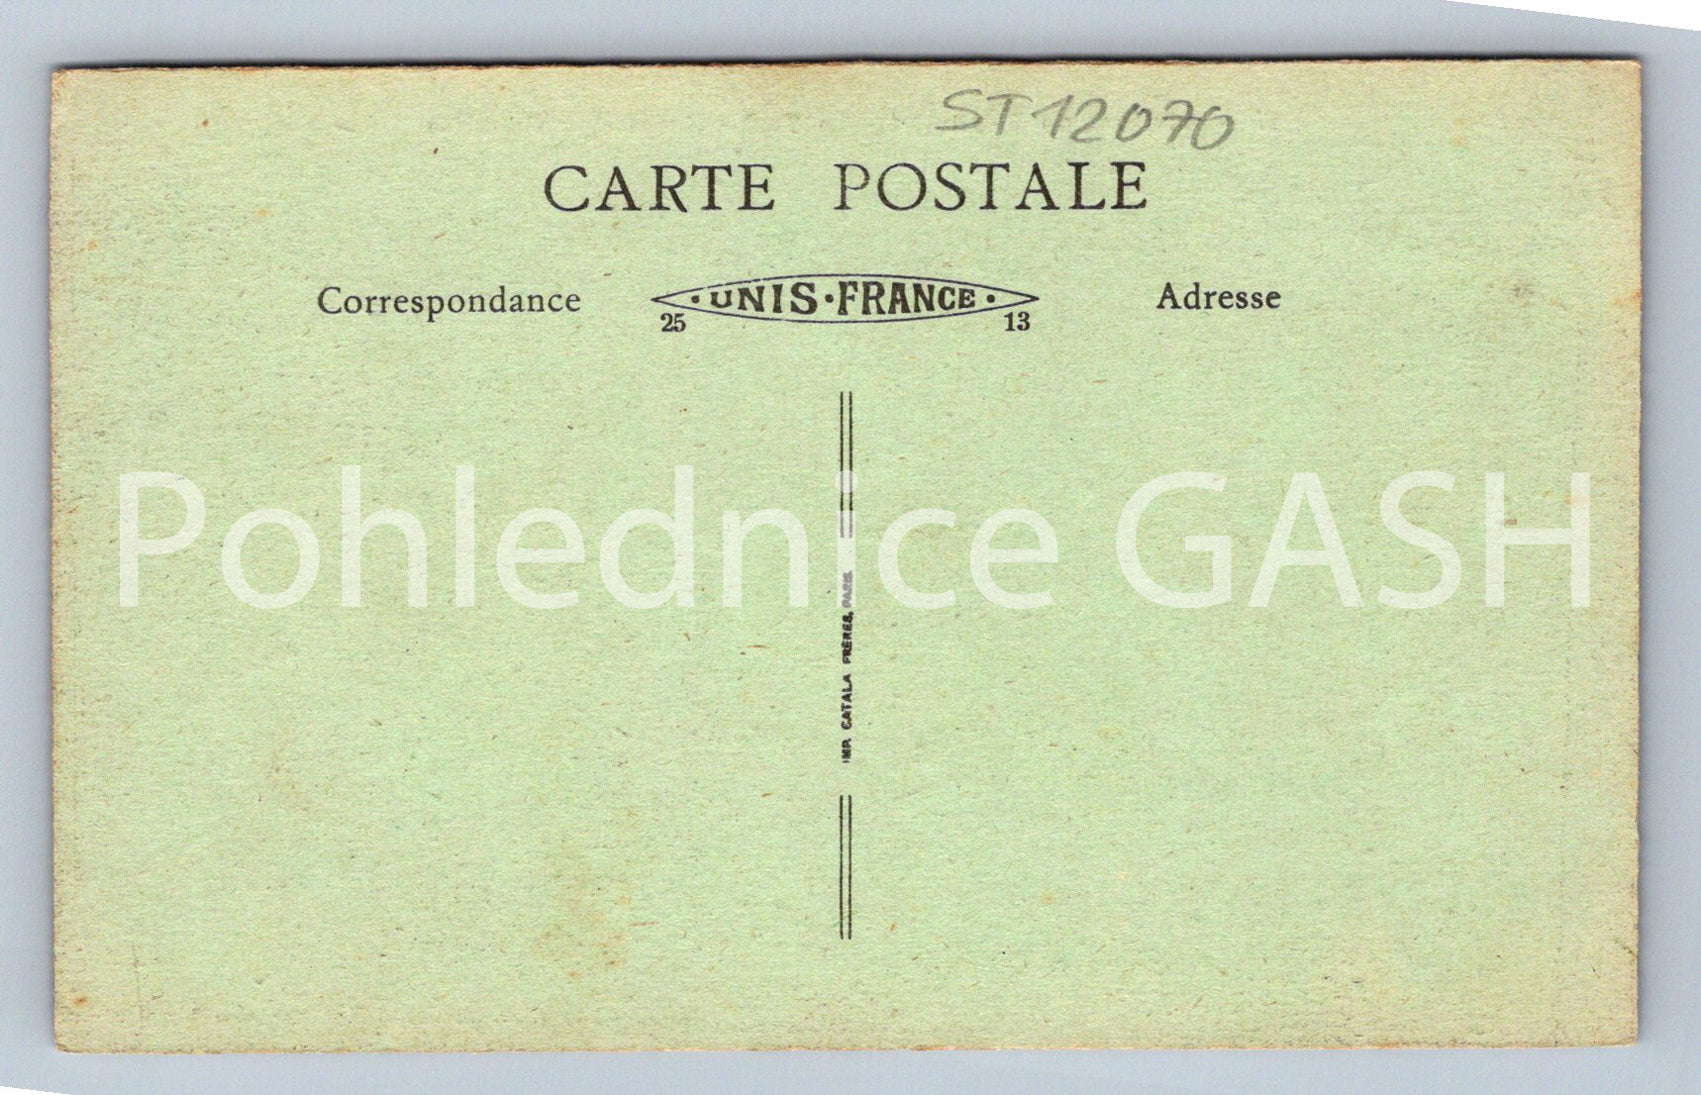 ST12070
CARTE POSTALE
Correspondance
·UNIS·FRANCE·
25 13
Adresse
Pohlednice GASH
IMP. CATALA FRÈRES, PARIS.